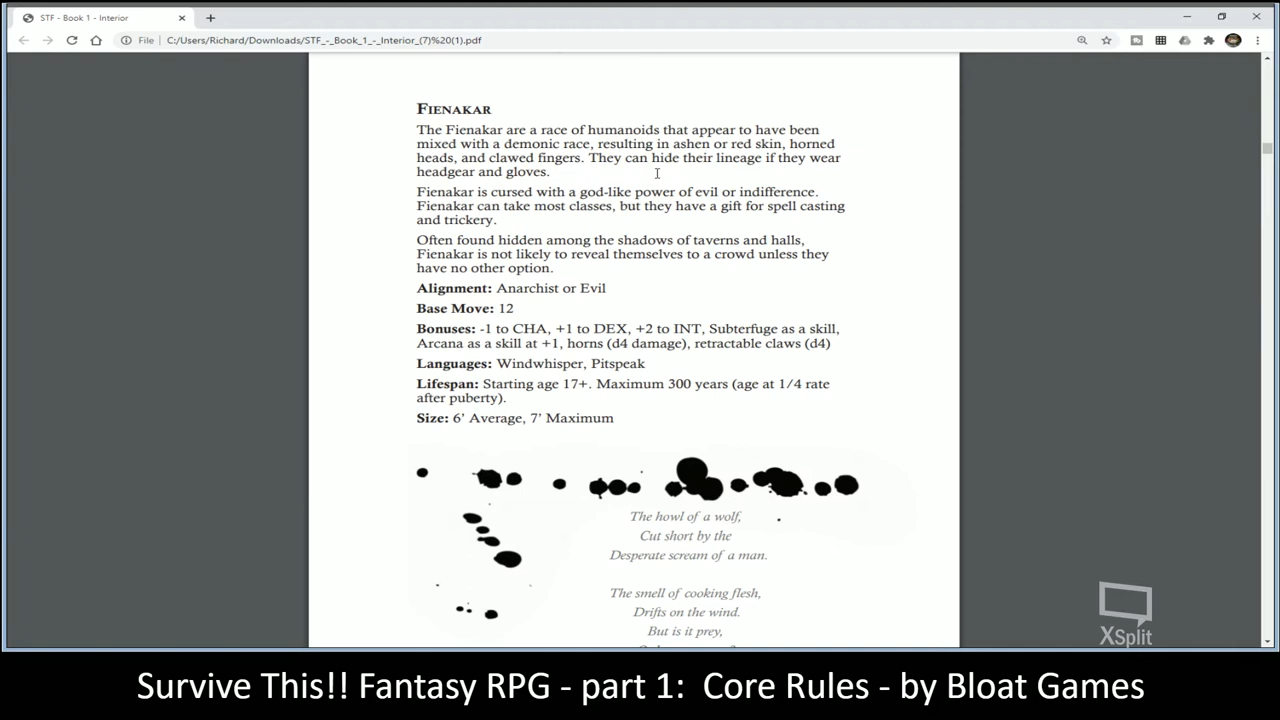 STF - Book 1 - Interior
File
C:/Users/Richard/Downloads/STF_-_Book_1_-_Interior_(7)%20(1).pdf
FIENAKAR
The Fienakar are a race of humanoids that appear to have been
mixed with a demonic race, resulting in ashen or red skin, horned
heads, and clawed fingers. They can hide their lineage if they wear
headgear and gloves.
Fienakar is cursed with a god-like power of evil or indifference.
Fienakar can take most classes, but they have a gift for spell casting
and trickery.
Often found hidden among the shadows of taverns and halls,
Fienakar is not likely to reveal themselves to a crowd unless they
have no other option.
Alignment: Anarchist or Evil
Base Move: 12
Bonuses: -1 to CHA, +1 to DEX, +2 to INT, Subterfuge as a skill,
Arcana as a skill at +1, horns (d4 damage), retractable claws (d4)
Languages: Windwhisper, Pitspeak
Lifespan: Starting age 17+. Maximum 300 years (age at 1/4 rate
after puberty).
Size: 6' Average, 7' Maximum
The howl of a wolf,
Cut short by the
Desperate scream of a man.
The smell of cooking flesh,
Drifts on the wind.
But is it prey,
XSplit
Survive This!! Fantasy RPG - part 1: Core Rules - by Bloat Games